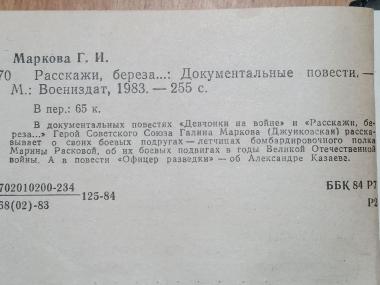 Маркова Г. И.
70 Расскажи, береза...: Документальные повести.—
М.: Воениздат, 1983.— 255 с.
В пер.: 65 к.
В документальных повестях «Девчонки на войне» и «Расскажи, бе-
реза...» Герой Советского Союза Галина Маркова (Джунковская) расска-
зывает о своих боевых подругах — летчицах бомбардировочного полка
Марины Расковой, об их боевых подвигах в годы Великой Отечественной
войны. А в повести «Офицер разведки» — об Александре Казаеве.
702010200-234
68(02)-83
125-84
ББК 84 Р7
Р2